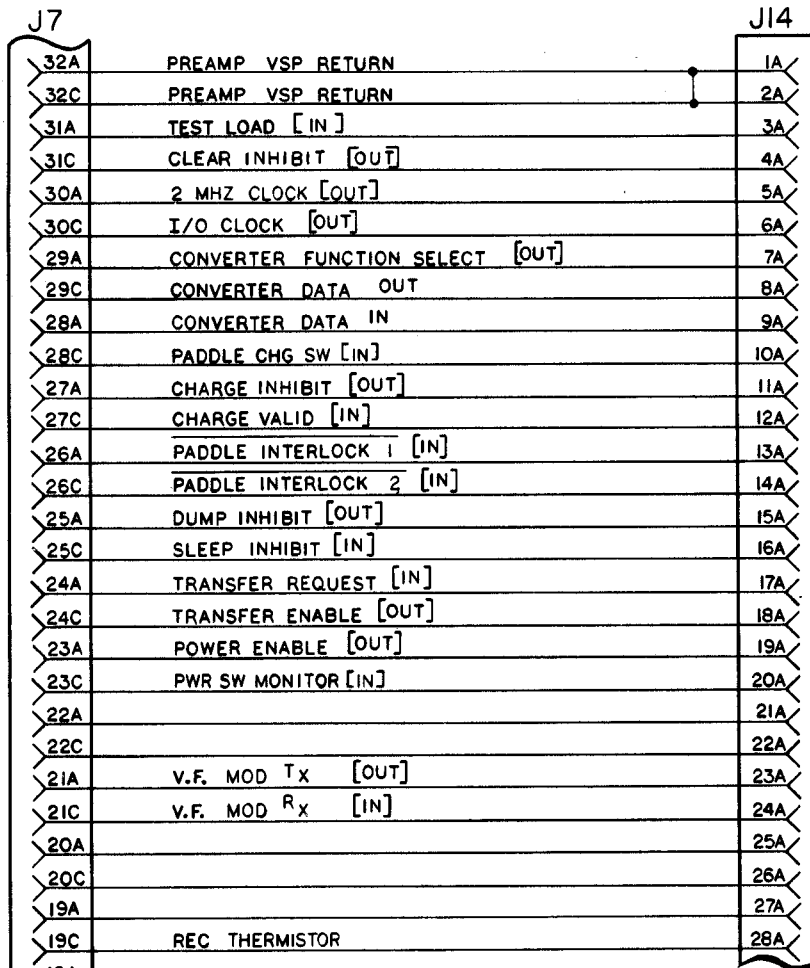 J7 J14
32A PREAMP VSP RETURN 1A
32C PREAMP VSP RETURN 2A
31A TEST LOAD [IN] 3A
31C CLEAR INHIBIT [OUT] 4A
30A 2 MHZ CLOCK [OUT] 5A
30C I/O CLOCK [OUT] 6A
29A CONVERTER FUNCTION SELECT [OUT] 7A
29C CONVERTER DATA OUT 8A
28A CONVERTER DATA IN 9A
28C PADDLE CHG SW [IN] 10A
27A CHARGE INHIBIT [OUT] 11A
27C CHARGE VALID [IN] 12A
26A PADDLE INTERLOCK 1 [IN] 13A
26C PADDLE INTERLOCK 2 [IN] 14A
25A DUMP INHIBIT [OUT] 15A
25C SLEEP INHIBIT [IN] 16A
24A TRANSFER REQUEST [IN] 17A
24C TRANSFER ENABLE [OUT] 18A
23A POWER ENABLE [OUT] 19A
23C PWR SW MONITOR [IN] 20A
22A 21A
22C 22A
21A V.F. MOD TX [OUT] 23A
21C V.F. MOD RX [IN] 24A
20A 25A
20C 26A
19A 27A
19C REC THERMISTOR 28A